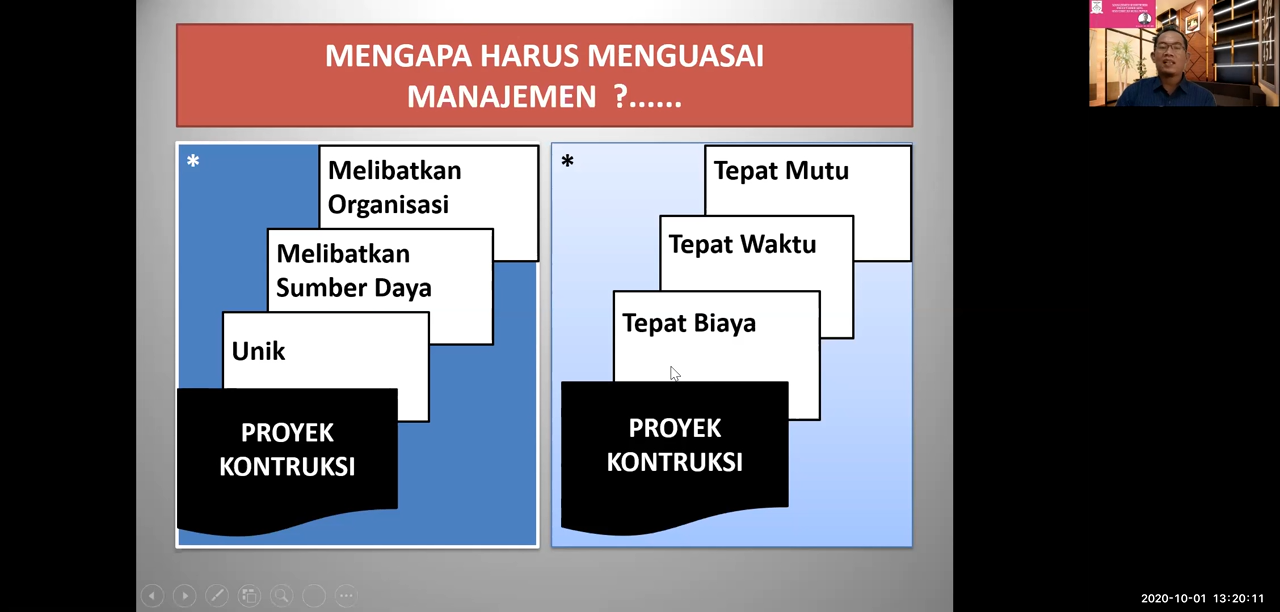 MENGAPA HARUS MENGUASAI
MANAJEMEN ?......
*
Melibatkan
Organisasi
Melibatkan
Sumber Daya
Unik
PROYEK
KONTRUKSI
*
Tepat Mutu
Tepat Waktu
Tepat Biaya
PROYEK
KONTRUKSI
2020-10-01 13:20:11